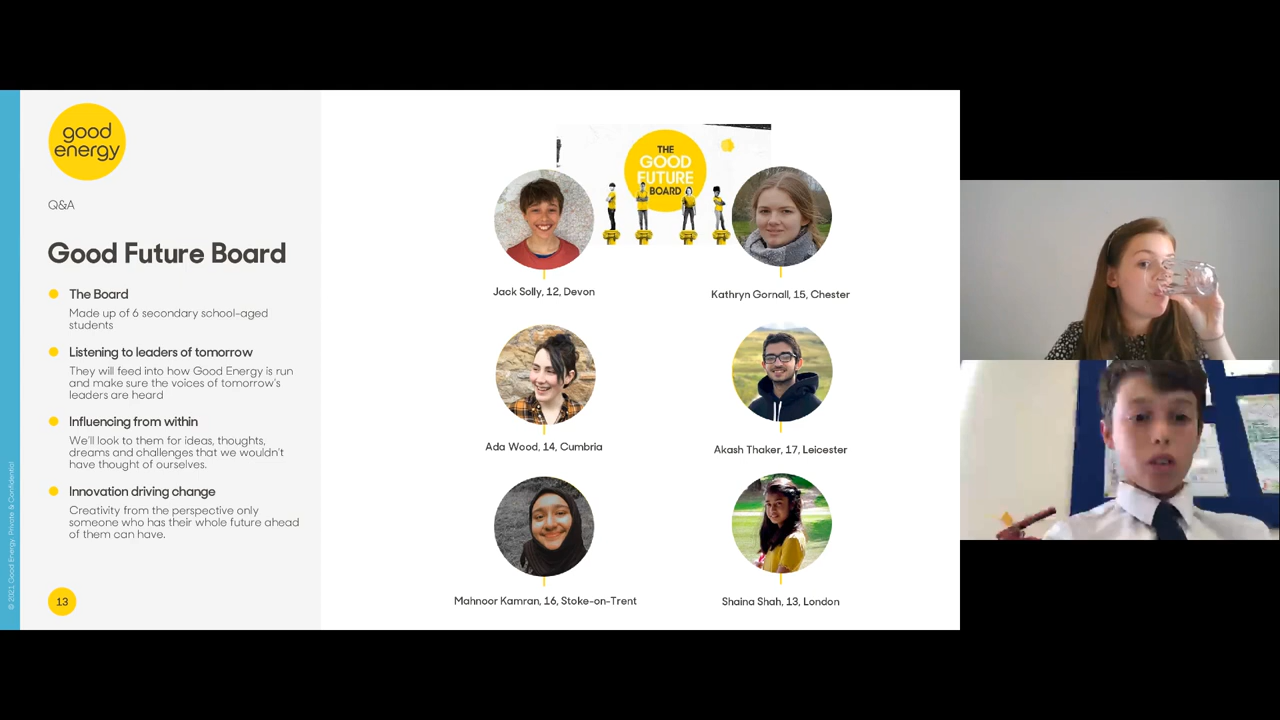 good
energy
Q&A
Good Future Board
The Board
Made up of 6 secondary school-aged
students
Listening to leaders of tomorrow
They will feed into how Good Energy is run
and make sure the voices of tomorrow's
leaders are heard
Influencing from within
We'll look to them for ideas, thoughts,
dreams and challenges that we wouldn't
have thought of ourselves.
Innovation driving change
Creativity from the perspective only
someone who has their whole future ahead
of them can have.
13
© 2021 Good Energy Private & Confidential
THE
GOOD
FUTURE
BOARD
Jack Solly, 12, Devon
Kathryn Gornall, 15, Chester
Ada Wood, 14, Cumbria
Akash Thaker, 17, Leicester
Mahnoor Kamran, 16, Stoke-on-Trent
Shaina Shah, 13, London